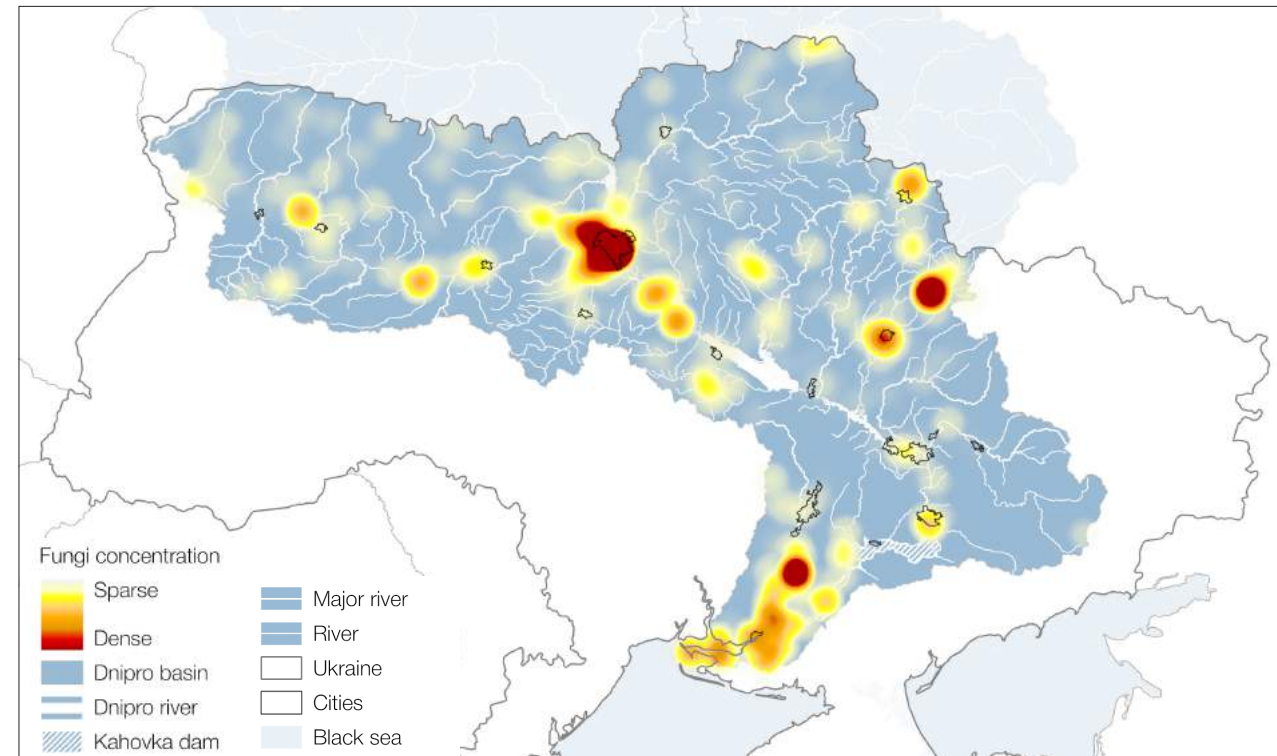 Fungi concentration
Sparse
Dense
Dnipro basin
Dnipro river
Kahovka dam
Major river
River
Ukraine
Cities
Black sea